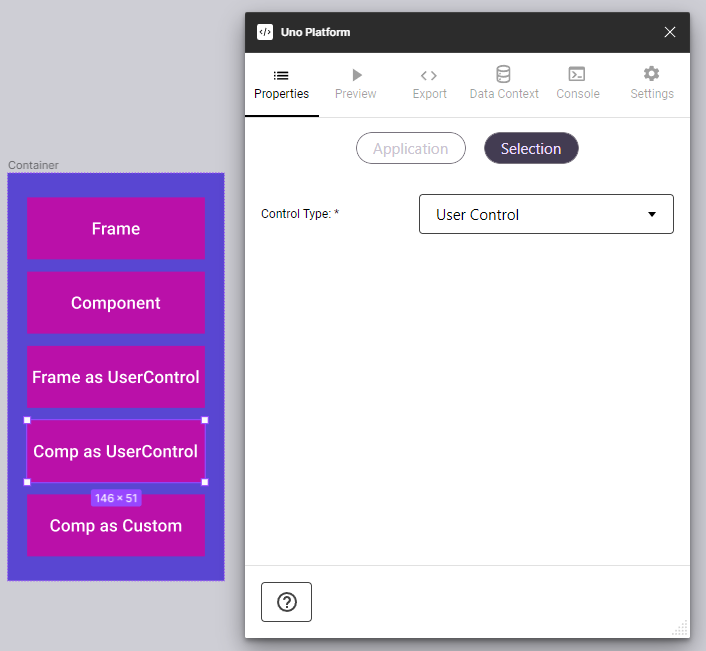 Container
Frame
Component
Frame as UserControl
Comp as UserControl
146 × 51
Comp as Custom
Uno Platform
Properties
Preview
Export
Data Context
Console
Settings
Application
Selection
Control Type: *
User Control